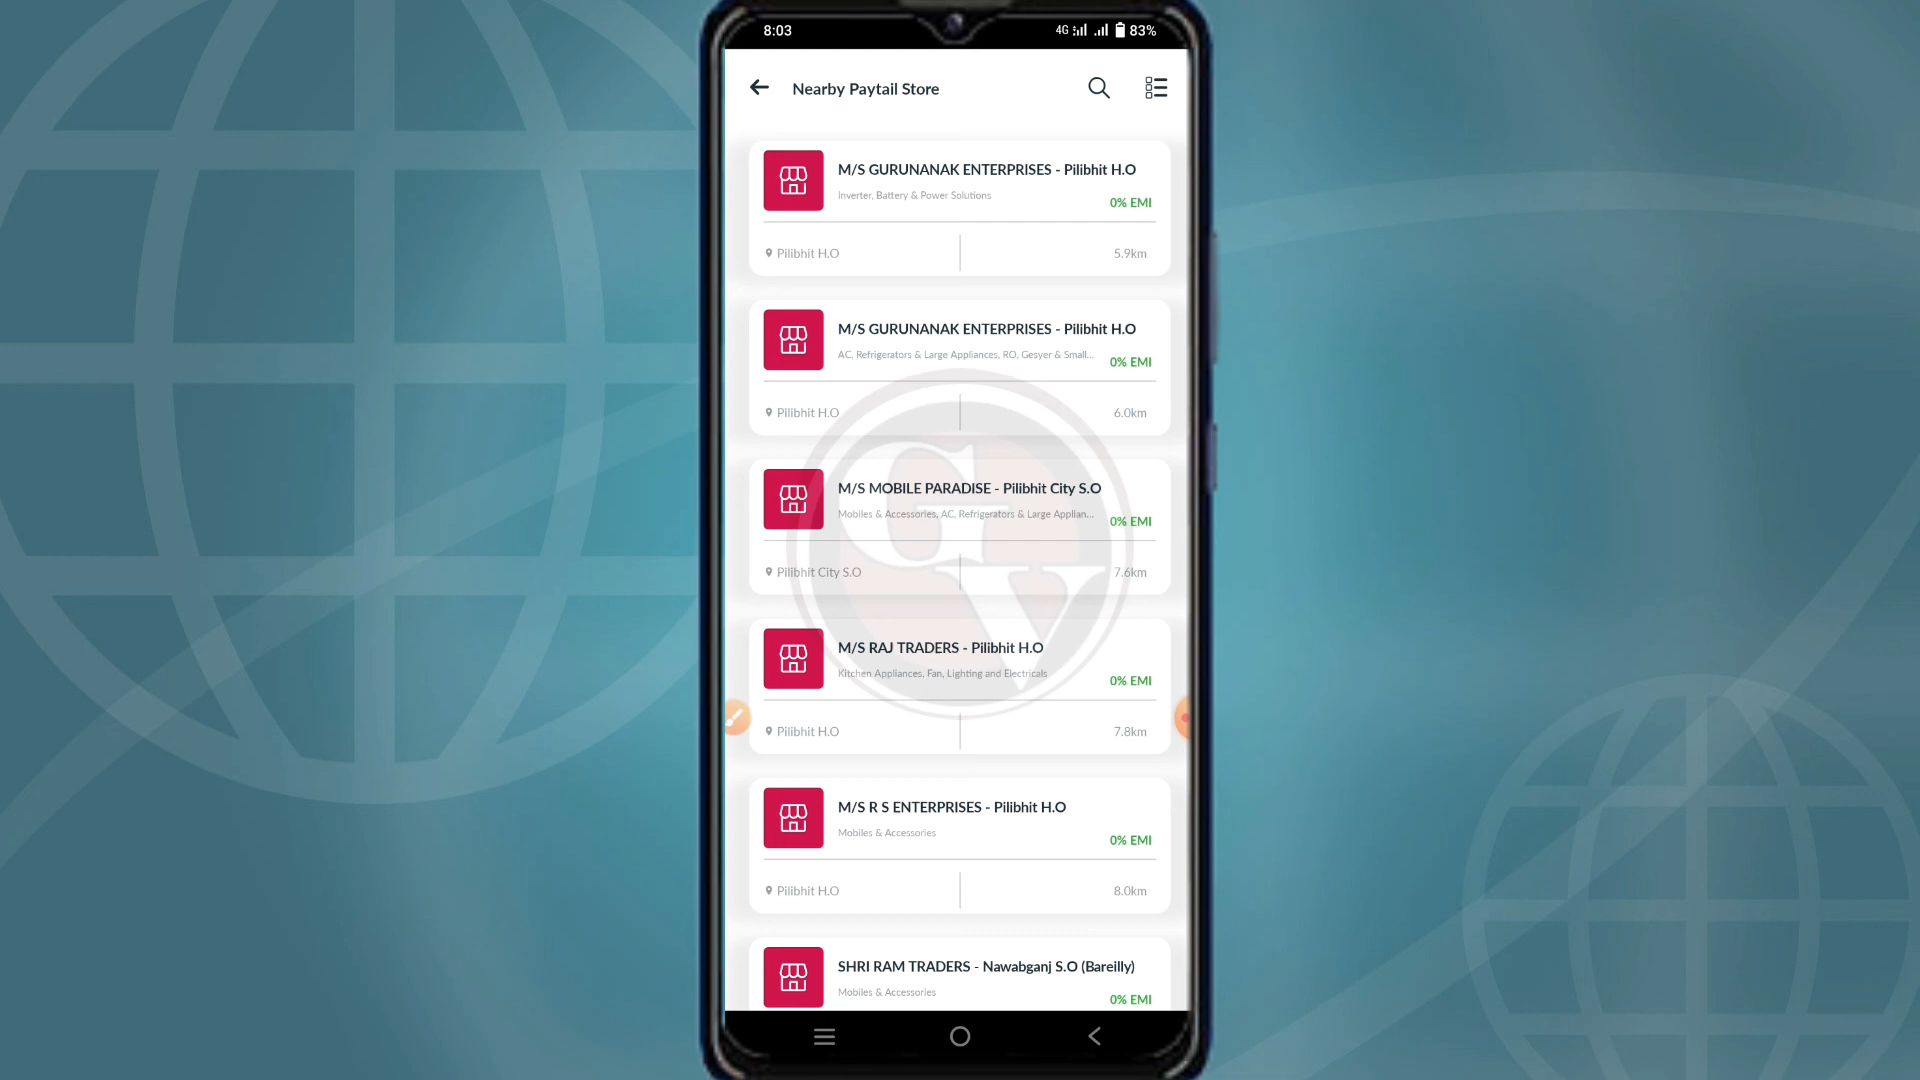 8:03
4G 83%
Nearby Paytail Store
M/S GURUNANAK ENTERPRISES - Pilibhit H.O
Inverter, Battery & Power Solutions
0% EMI
Pilibhit H.O
5.9km
M/S GURUNANAK ENTERPRISES - Pilibhit H.O
AC, Refrigerators & Large Appliances, RO, Gesyer & Small...
0% EMI
Pilibhit H.O
6.0km
M/S MOBILE PARADISE - Pilibhit City S.O
Mobiles & Accessories, AC, Refrigerators & Large Applian...
0% EMI
Pilibhit City S.O
7.6km
M/S RAJ TRADERS - Pilibhit H.O
Kitchen Appliances, Fan, Lighting and Electricals
0% EMI
Pilibhit H.O
7.8km
M/S R S ENTERPRISES - Pilibhit H.O
Mobiles & Accessories
0% EMI
Pilibhit H.O
8.0km
SHRI RAM TRADERS - Nawabganj S.O (Bareilly)
Mobiles & Accessories
0% EMI
GV